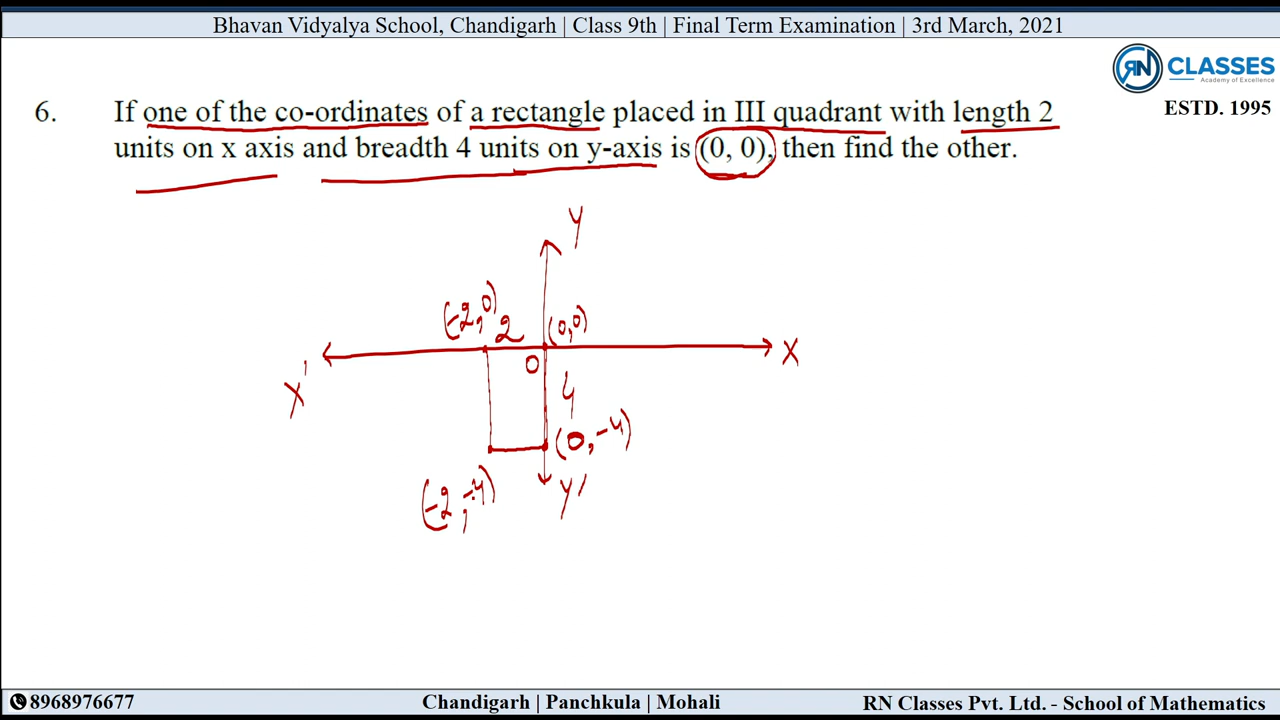 Bhavan Vidyalya School, Chandigarh | Class 9th | Final Term Examination | 3rd March, 2021
RN CLASSES
Academy of Excellence
ESTD. 1995
6. If one of the co-ordinates of a rectangle placed in III quadrant with length 2
units on x axis and breadth 4 units on y-axis is (0, 0), then find the other.
Y
(-2, 0) 2 (0,0)
X' O X
4
(0, -4)
(-2, -4) Y'
8968976677 Chandigarh | Panchkula | Mohali RN Classes Pvt. Ltd. - School of Mathematics